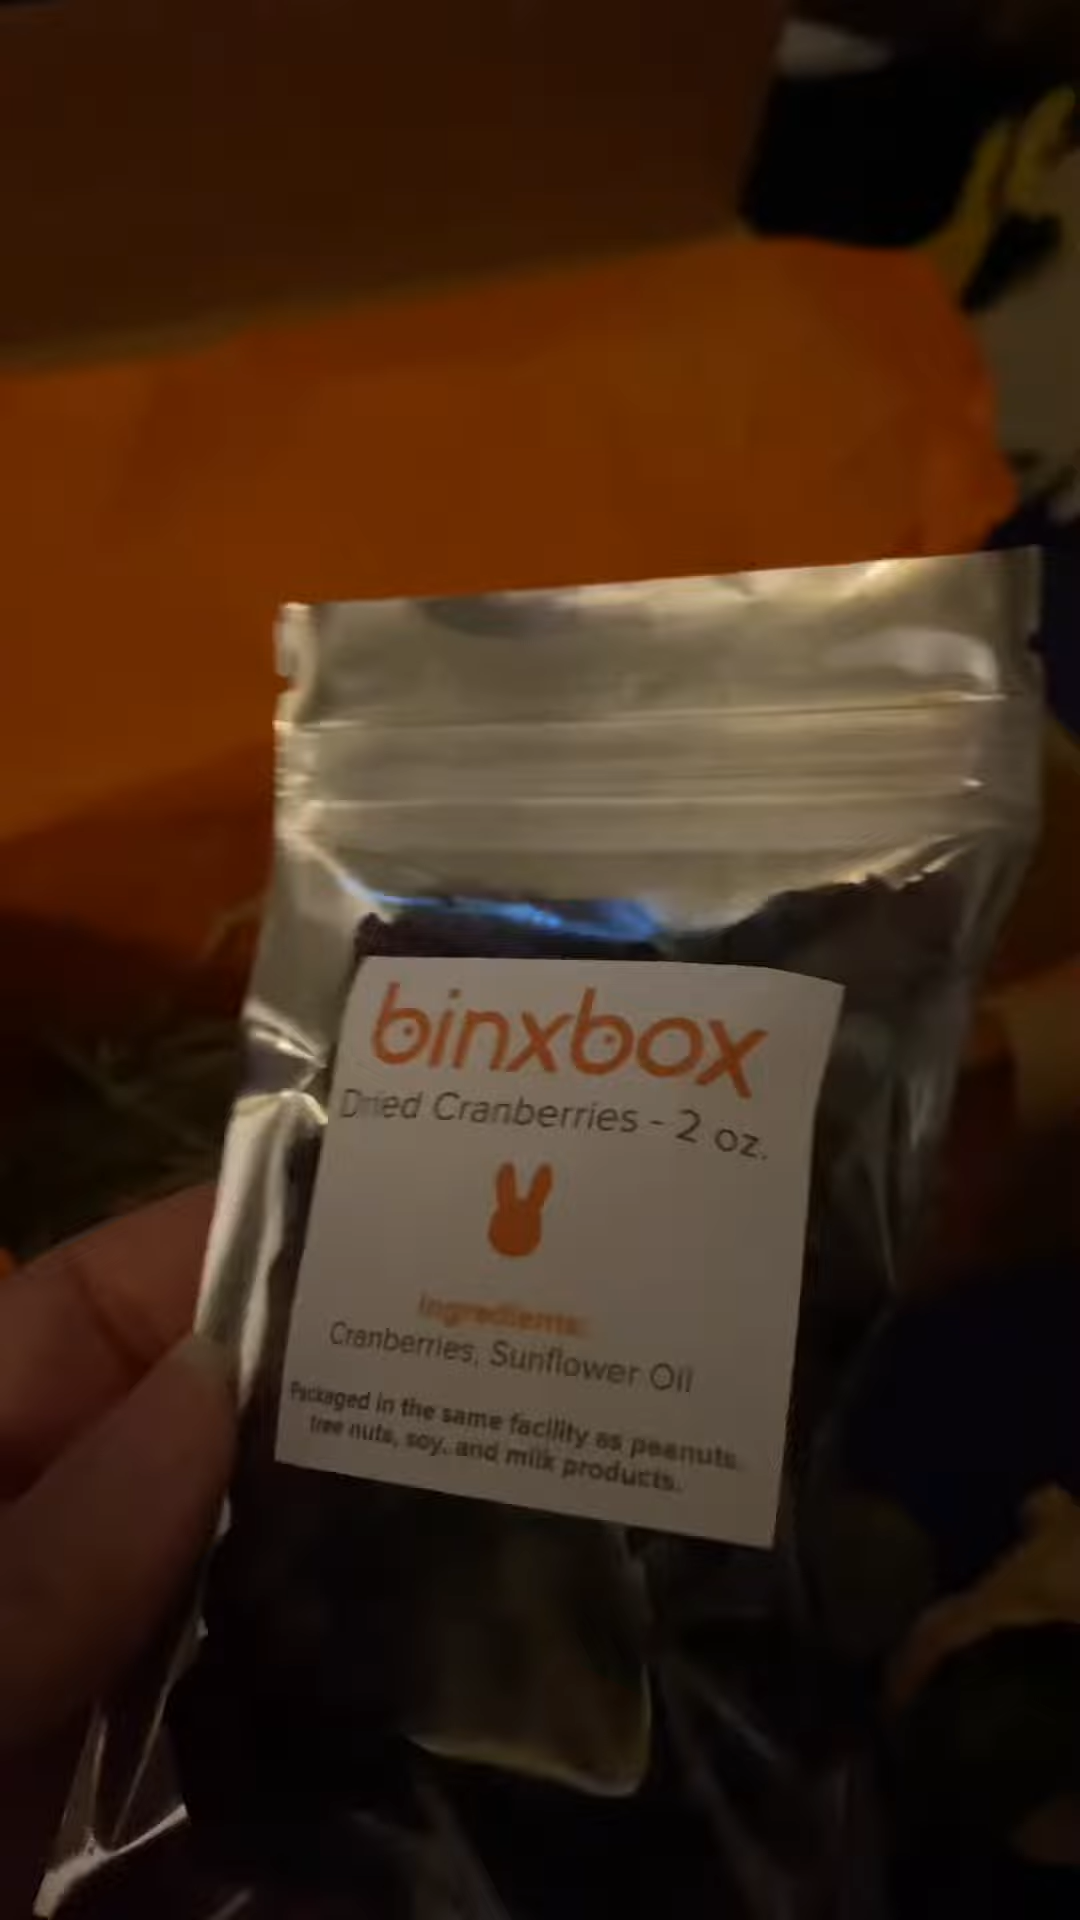 binxbox
Dried Cranberries - 2 oz.
Ingredients:
Cranberries, Sunflower Oil
Packaged in the same facility as peanuts,
tree nuts, soy, and milk products.